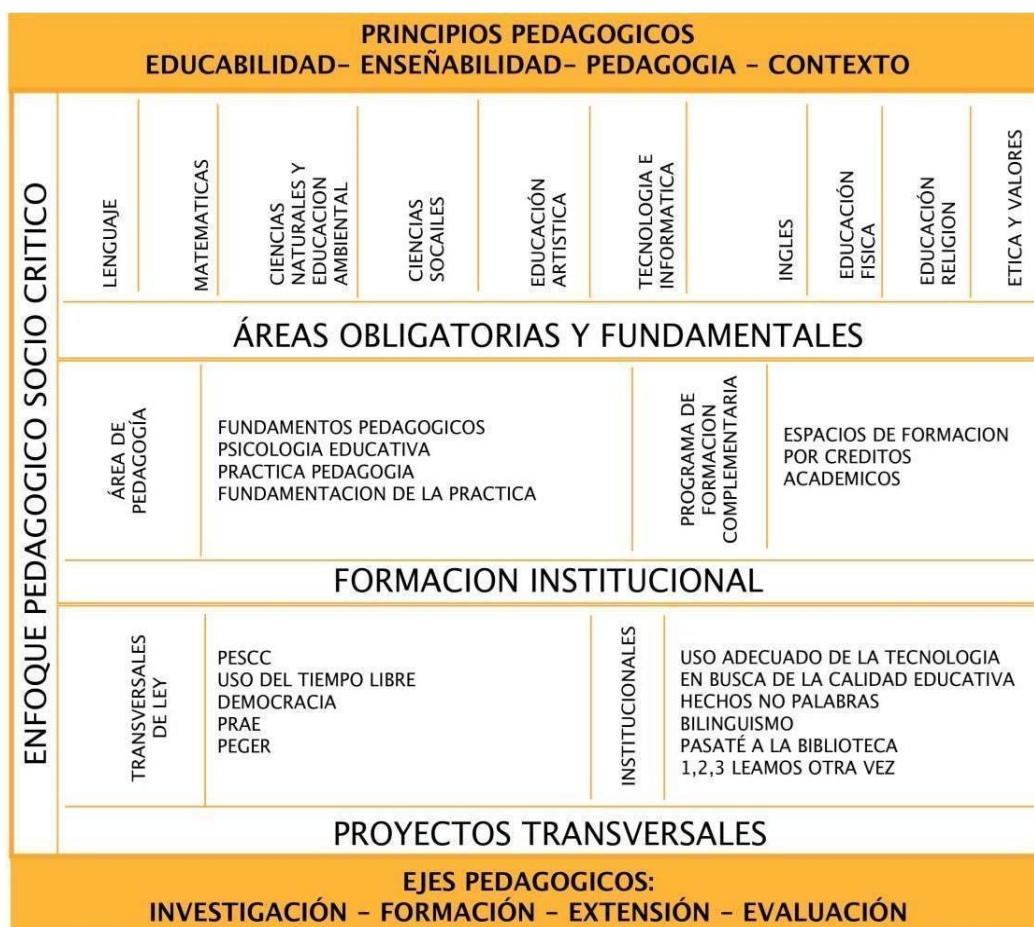 PRINCIPIOS PEDAGOGICOS
EDUCABILIDAD– ENSEÑABILIDAD– PEDAGOGIA – CONTEXTO
ENFOQUE PEDAGOGICO SOCIO CRITICO
LENGUAJE
MATEMATICAS
CIENCIAS
NATURALES Y
EDUCACION
AMBIENTAL
CIENCIAS
SOCAILES
EDUCACIÓN
ARTISTICA
TECNOLOGIA E
INFORMATICA
INGLES
EDUCACIÓN
FISICA
EDUCACIÓN
RELIGION
ETICA Y VALORES
ÁREAS OBLIGATORIAS Y FUNDAMENTALES
ÁREA DE
PEDAGOGÍA
FUNDAMENTOS PEDAGOGICOS
PSICOLOGIA EDUCATIVA
PRACTICA PEDAGOGIA
FUNDAMENTACION DE LA PRACTICA
PROGRAMA DE
FORMACION
COMPLEMENTARIA
ESPACIOS DE FORMACION
POR CREDITOS
ACADEMICOS
FORMACION INSTITUCIONAL
TRANSVERSALES
DE LEY
PESCC
USO DEL TIEMPO LIBRE
DEMOCRACIA
PRAE
PEGER
INSTITUCIONALES
USO ADECUADO DE LA TECNOLOGIA
EN BUSCA DE LA CALIDAD EDUCATIVA
HECHOS NO PALABRAS
BILINGUISMO
PASATÉ A LA BIBLIOTECA
1,2,3 LEAMOS OTRA VEZ
PROYECTOS TRANSVERSALES
EJES PEDAGOGICOS:
INVESTIGACIÓN – FORMACIÓN – EXTENSIÓN – EVALUACIÓN